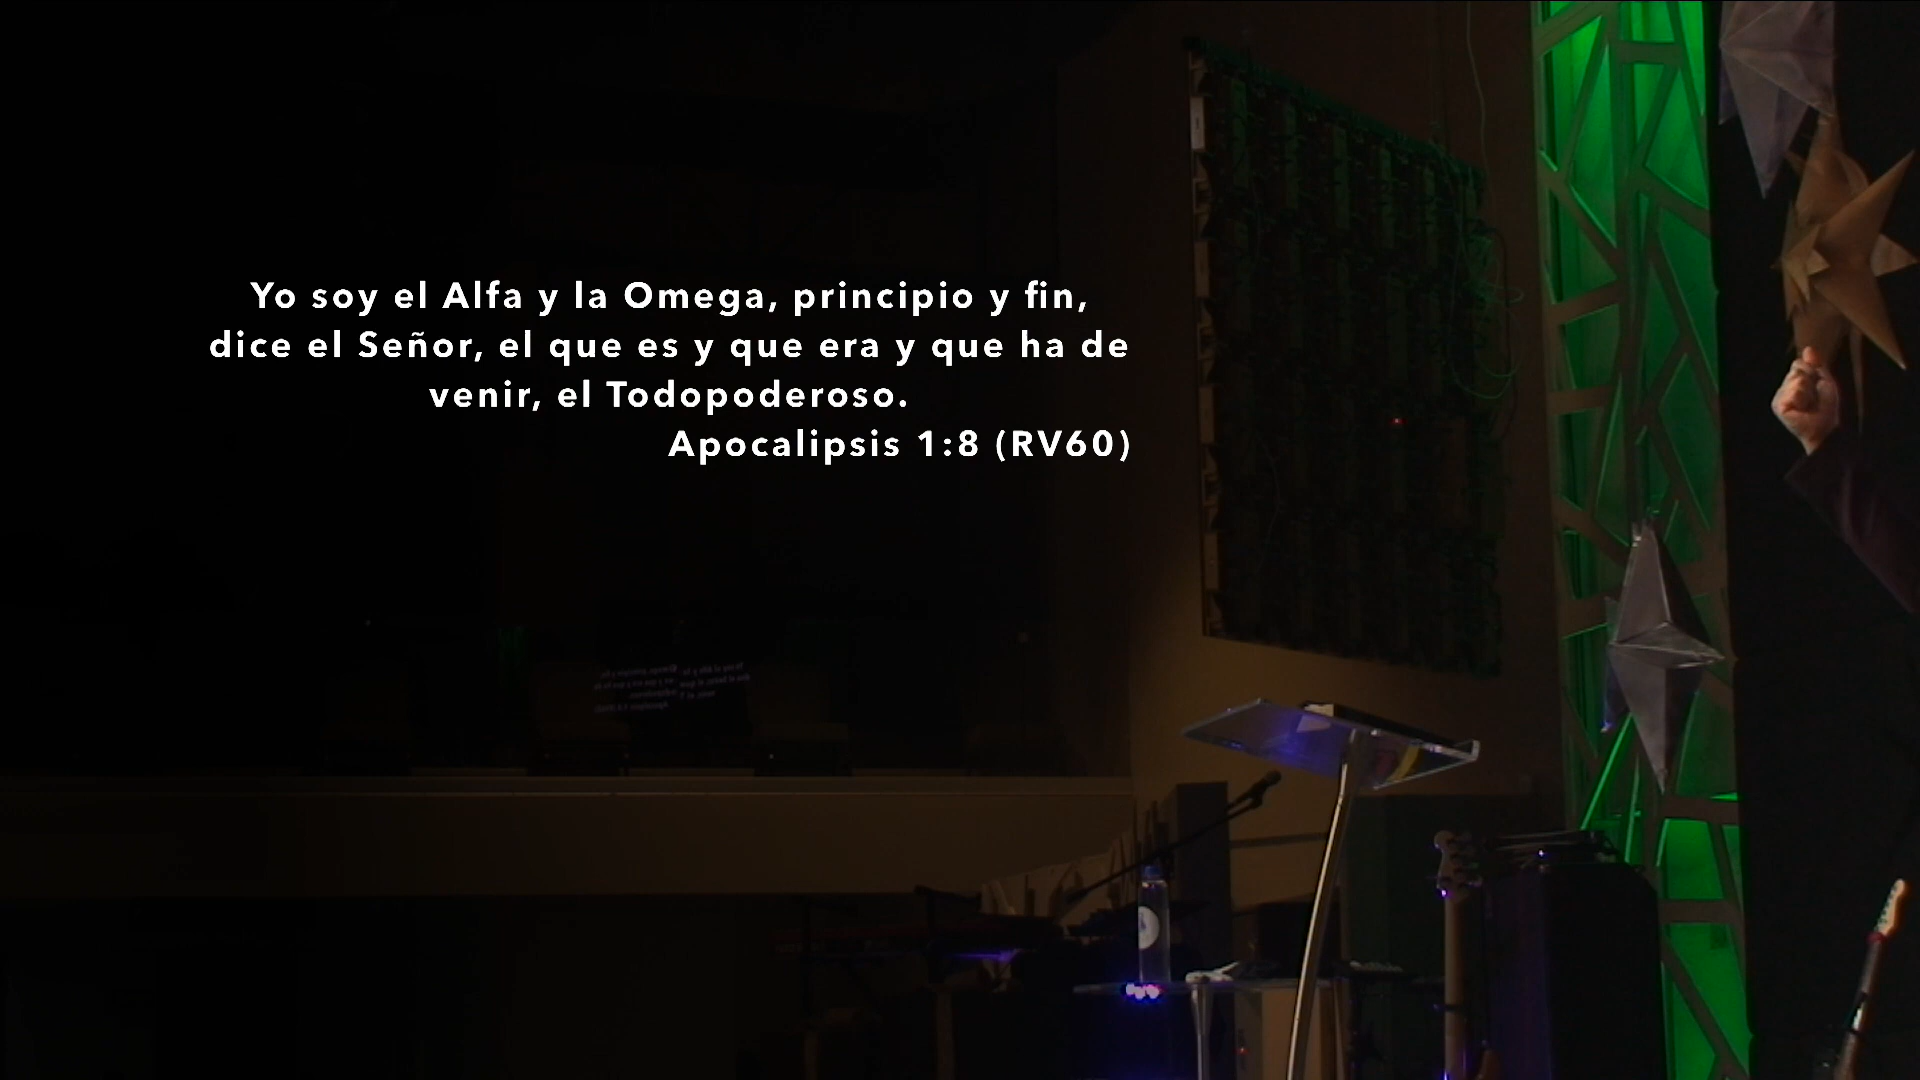 Yo soy el Alfa y la Omega, principio y fin,
dice el Señor, el que es y que era y que ha de
venir, el Todopoderoso.
Apocalipsis 1:8 (RV60)